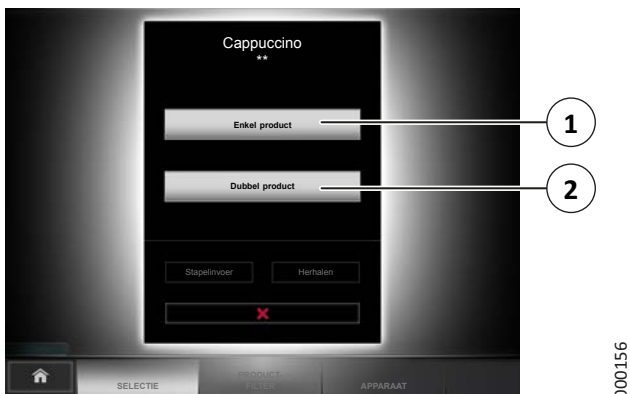 Cappuccino
**
Enkel product
1
Dubbel product
2
Stapelinvoer
Herhalen
SELECTIE
PRODUCT-
FILTER
APPARAAT
000156